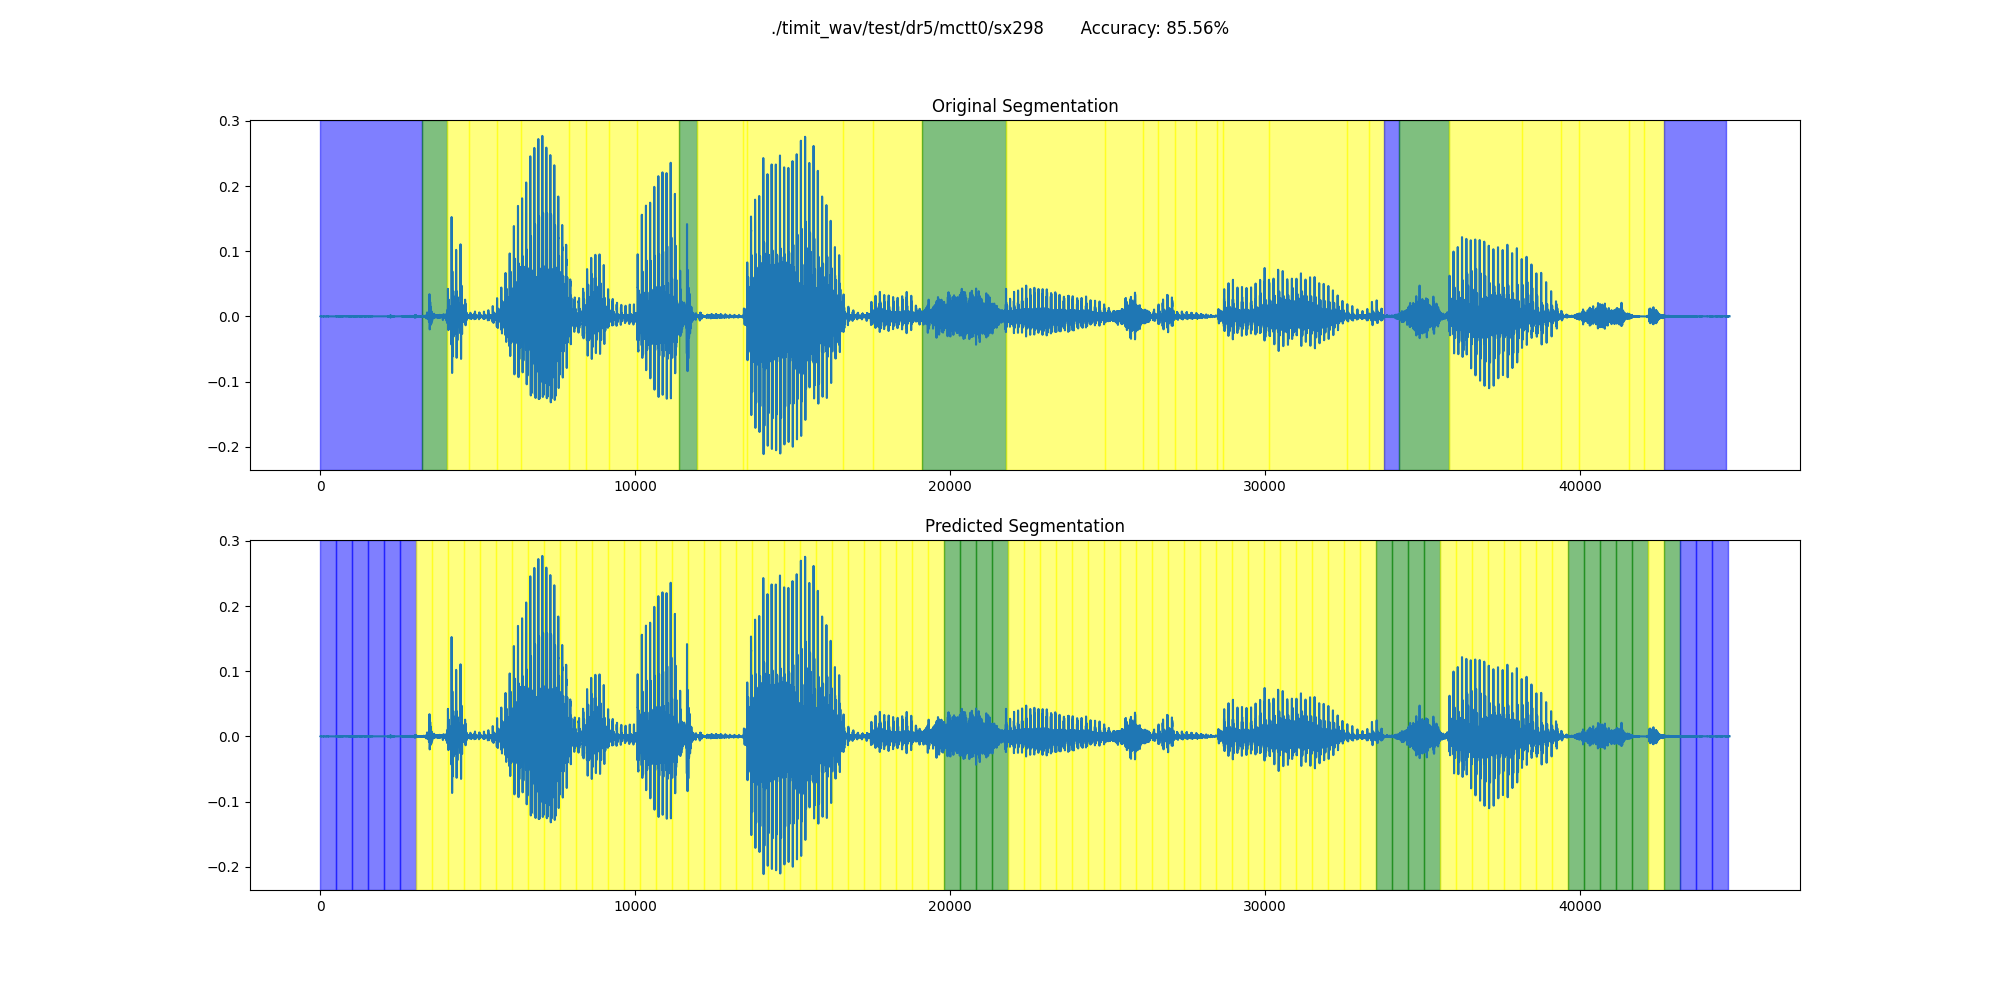 ./timit_wav/test/dr5/mctt0/sx298 Accuracy: 85.56%
Original Segmentation
0.3
0.2
0.1
0.0
−0.1
−0.2
0 10000 20000 30000 40000
Predicted Segmentation
0.3
0.2
0.1
0.0
−0.1
−0.2
0 10000 20000 30000 40000